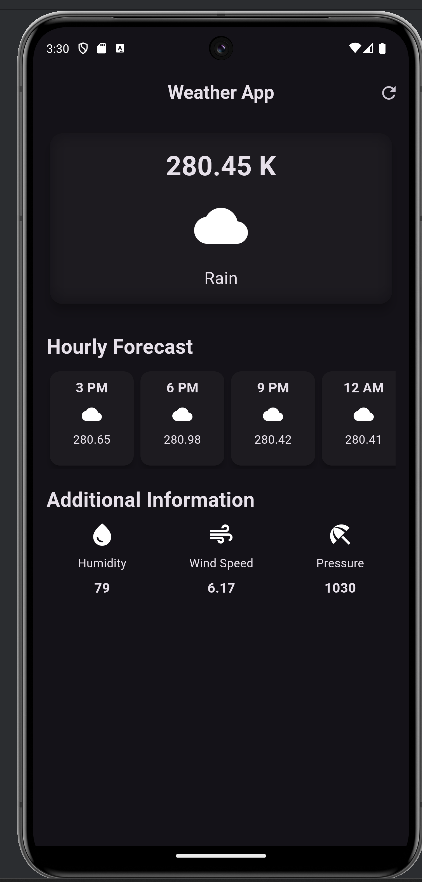 3:30
Weather App
280.45 K
Rain
Hourly Forecast
3 PM 6 PM 9 PM 12 AM
280.65 280.98 280.42 280.41
Additional Information
Humidity Wind Speed Pressure
79 6.17 1030